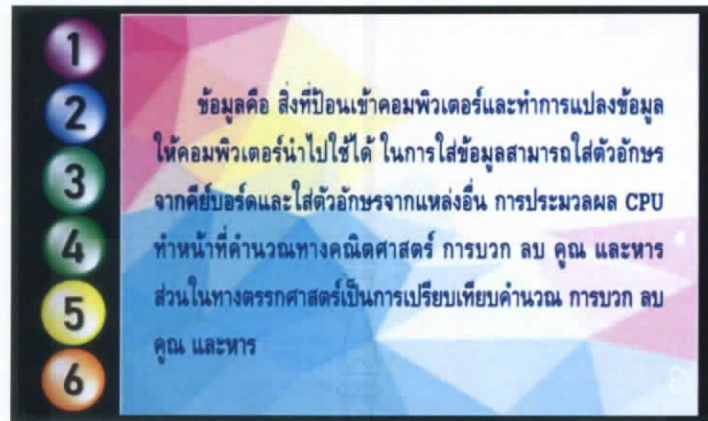 1
2
3
4
5
6
ข้อมูลคือ สิ่งที่ป้อนเข้าคอมพิวเตอร์และทำการแปลงข้อมูล
ให้คอมพิวเตอร์นำไปใช้ได้ ในการใส่ข้อมูลสามารถใส่ตัวอักษร
จากคีย์บอร์ดและใส่ตัวอักษรจากแหล่งอื่น การประมวลผล CPU
ทำหน้าที่คำนวณทางคณิตศาสตร์ การบวก ลบ คูณ และหาร
ส่วนในทางตรรกศาสตร์เป็นการเปรียบเทียบคำนวณ การบวก ลบ
คูณ และหาร